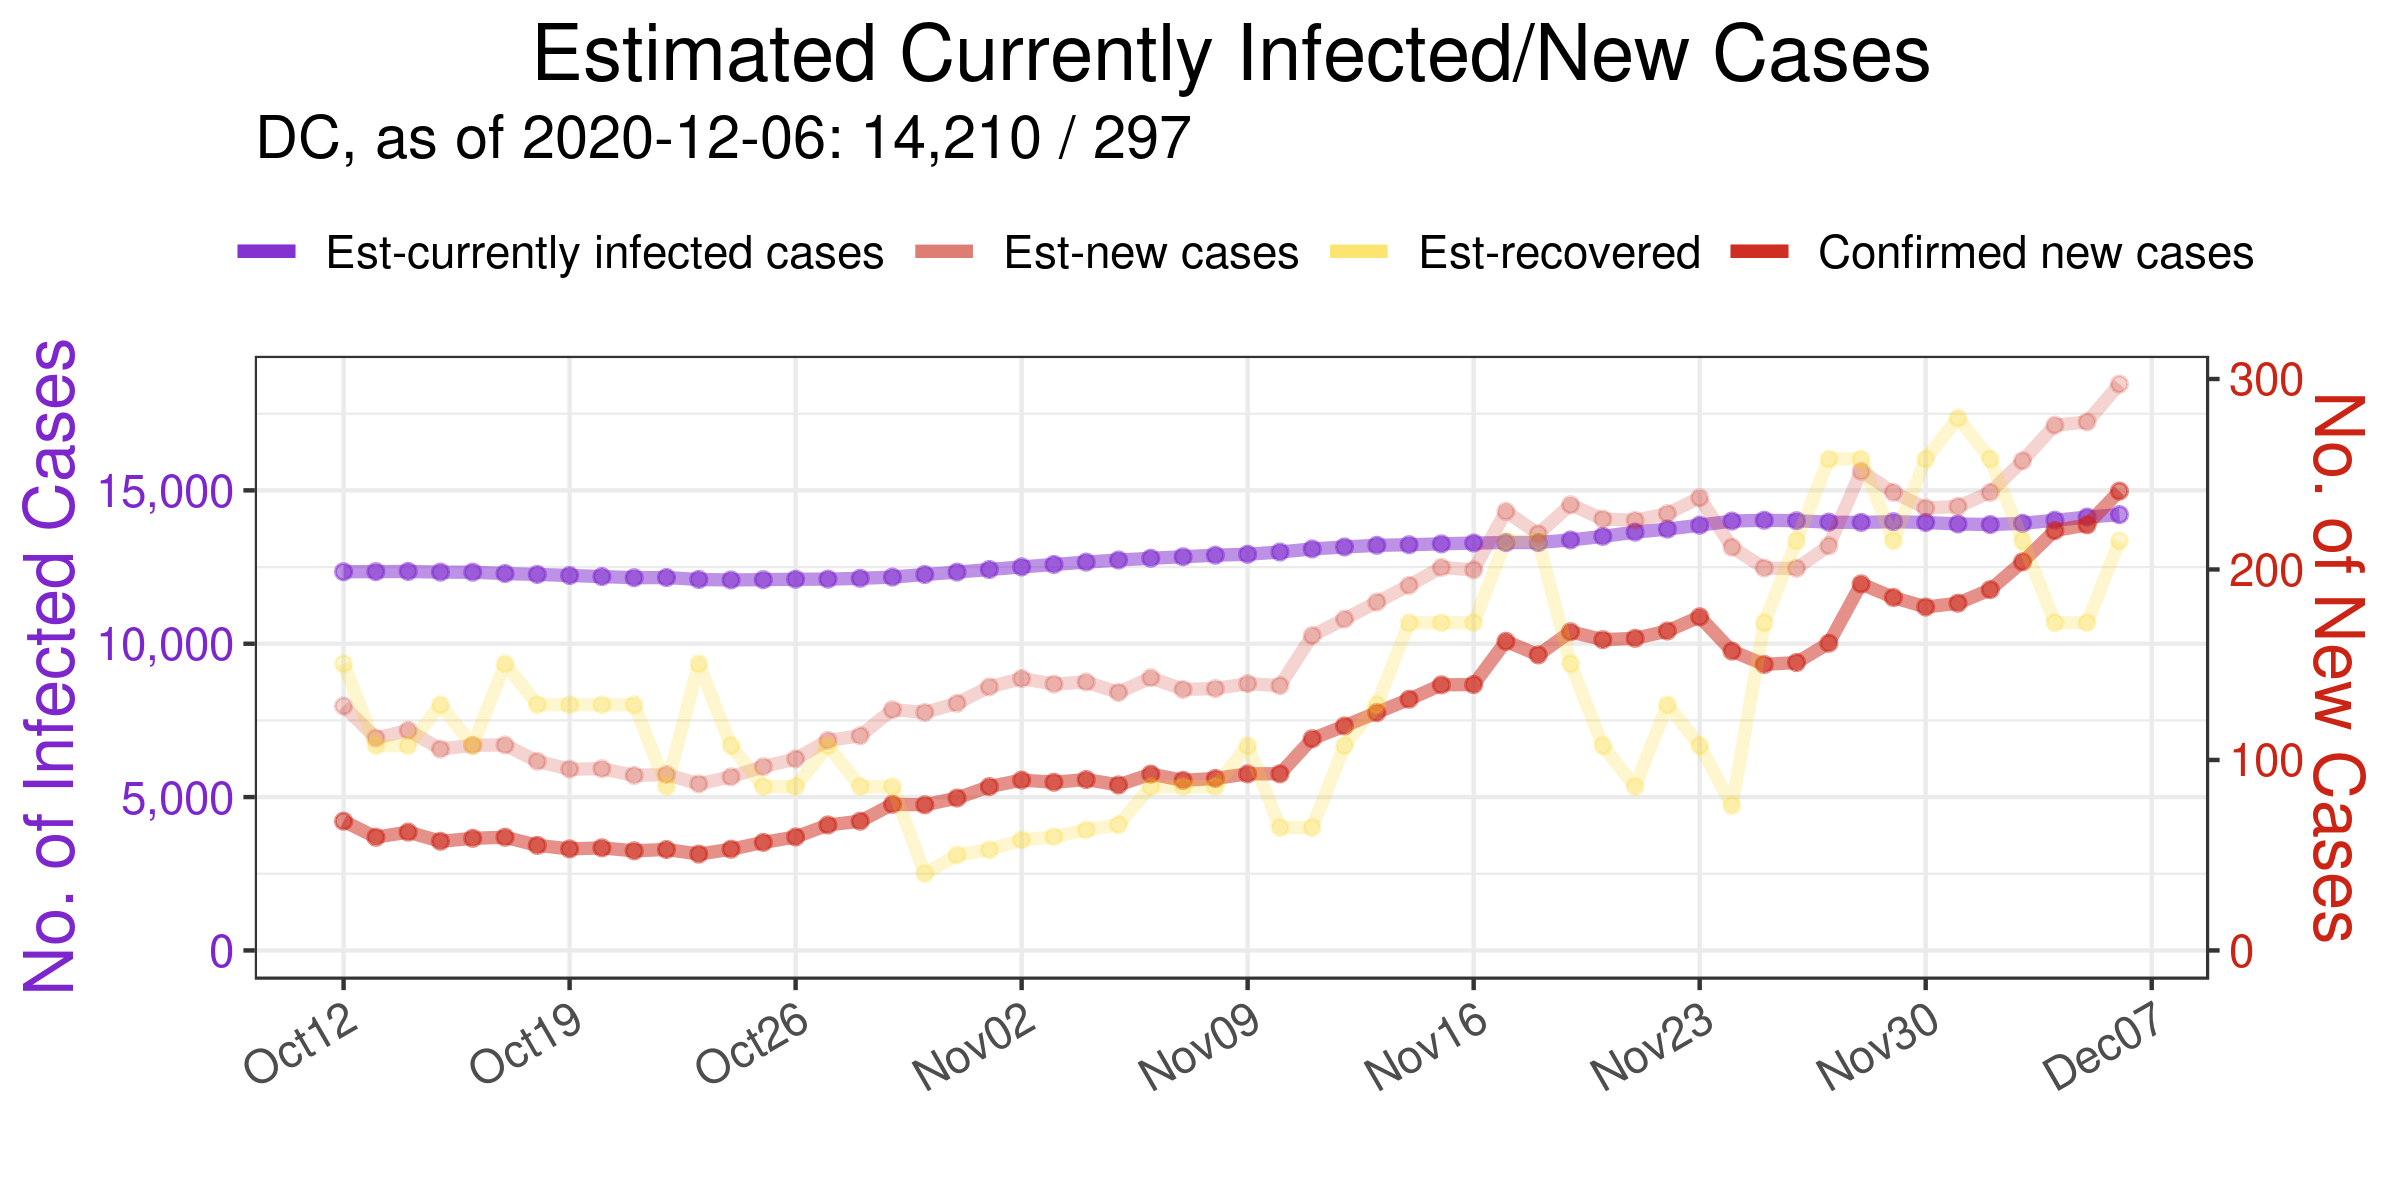 Estimated Currently Infected/New Cases
DC, as of 2020-12-06: 14,210 / 297
Est-currently infected cases Est-new cases Est-recovered Confirmed new cases
No. of Infected Cases
15,000
10,000
5,000
0
300
200
100
0
No. of New Cases
Oct12 Oct19 Oct26 Nov02 Nov09 Nov16 Nov23 Nov30 Dec07